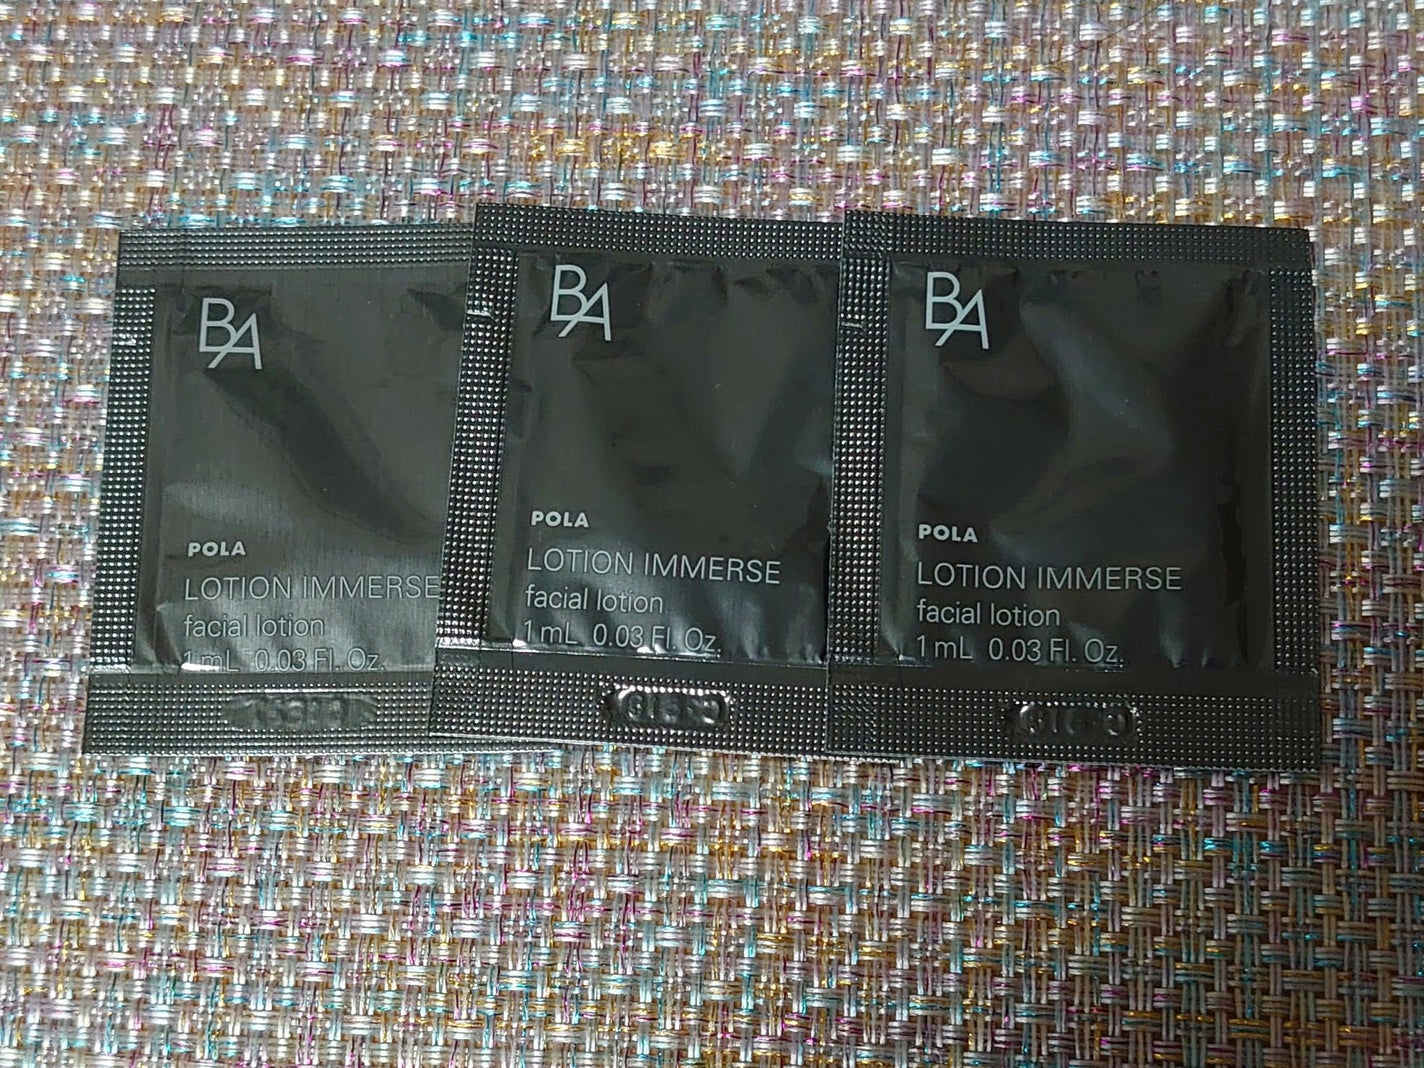 BA
POLA
LOTION IMMERSE
facial lotion
1 mL 0.03 Fl. Oz.
BA
POLA
LOTION IMMERSE
facial lotion
1 mL 0.03 Fl. Oz.
BA
POLA
LOTION IMMERSE
facial lotion
1 mL 0.03 Fl. Oz.